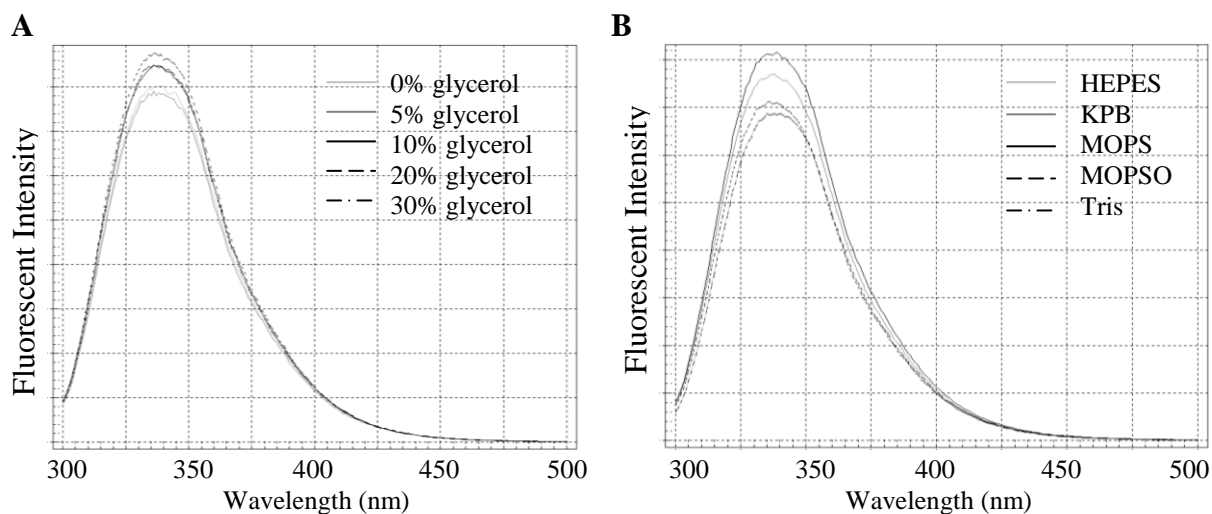 A
Fluorescent Intensity
0% glycerol
5% glycerol
10% glycerol
20% glycerol
30% glycerol
300 350 400 450 500
Wavelength (nm)
B
Fluorescent Intensity
HEPES
KPB
MOPS
MOPSO
Tris
300 350 400 450 500
Wavelength (nm)